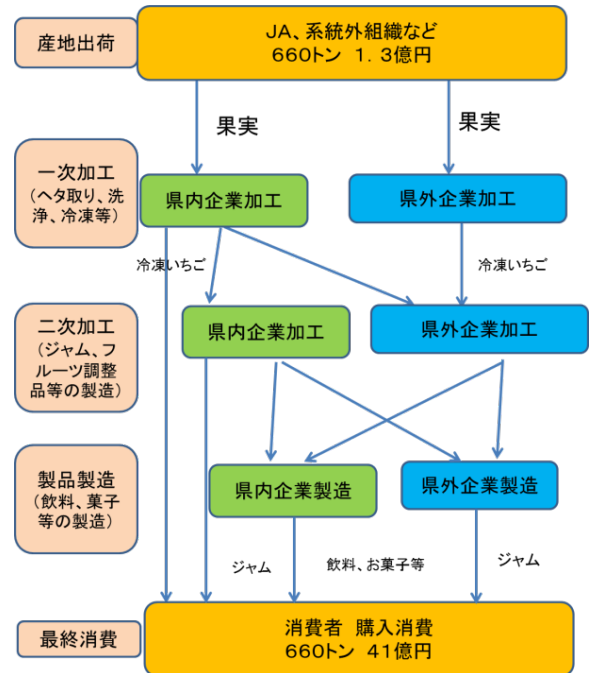 産地出荷
JA、系統外組織など
660トン 1.3億円
果実
果実
一次加工
(ヘタ取り、洗
浄、冷凍等)
県内企業加工
県外企業加工
冷凍いちご
冷凍いちご
二次加工
(ジャム、フ
ルーツ調整
品等の製造)
県内企業加工
県外企業加工
製品製造
(飲料、菓子
等の製造)
県内企業製造
県外企業製造
ジャム
飲料、お菓子等
ジャム
最終消費
消費者 購入消費
660トン 41億円